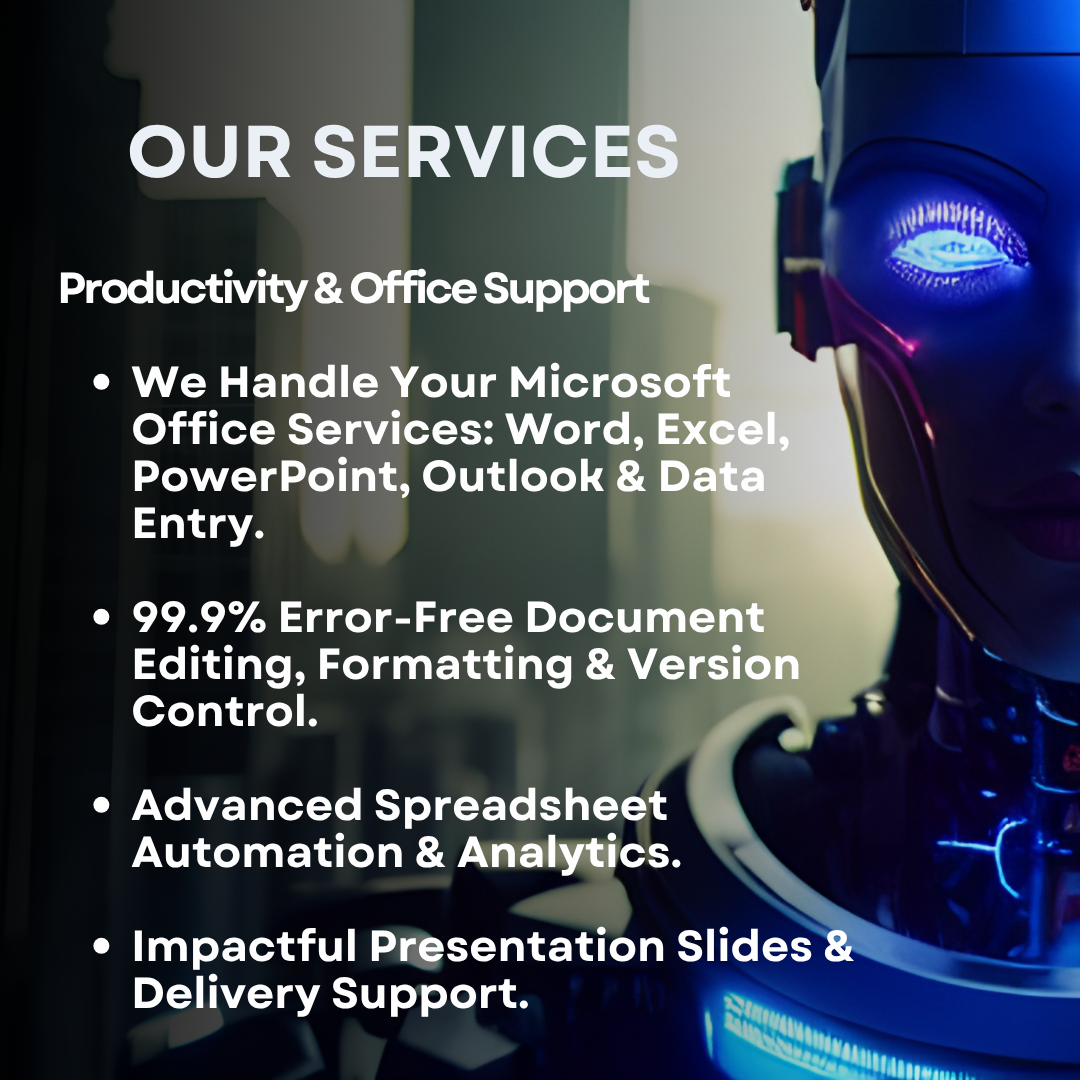 OUR SERVICES
Productivity & Office Support
• We Handle Your Microsoft
Office Services: Word, Excel,
PowerPoint, Outlook & Data
Entry.
• 99.9% Error-Free Document
Editing, Formatting & Version
Control.
• Advanced Spreadsheet
Automation & Analytics.
• Impactful Presentation Slides &
Delivery Support.